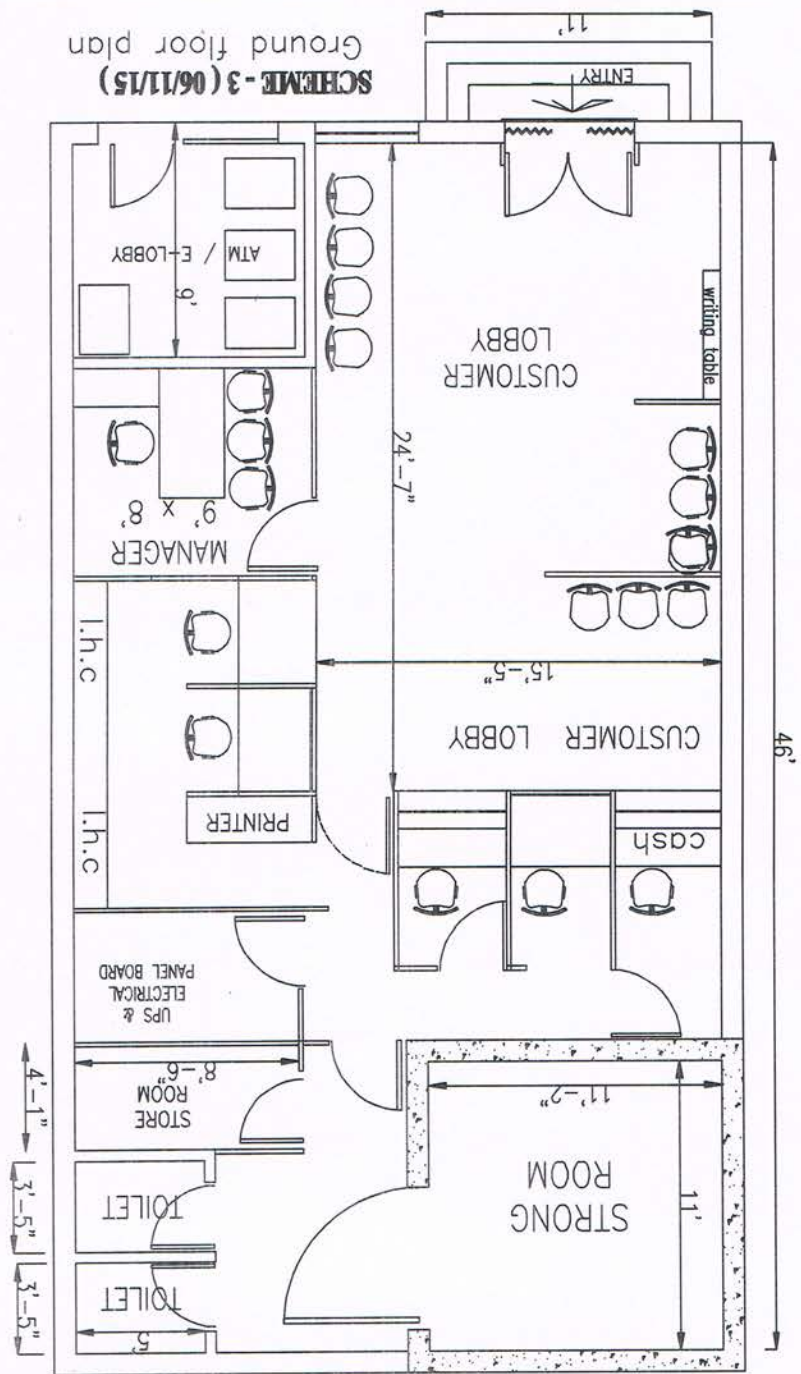 3'-5"
5'
TOILET
3'-5"
TOILET
11'
STRONG
ROOM
11'-2"
4'-1"
STORE
ROOM
8'-6"
UPS &
ELECTRICAL
PANEL BOARD
cash
PRINTER
l.h.c
l.h.c
46'
CUSTOMER LOBBY
15'-5"
24'-7"
MANAGER
9' x 8'
CUSTOMER
LOBBY
writing table
9'
ATM / E-LOBBY
ENTRY
11'
SCHEME - 3 ( 06/11/15 )
Ground floor plan